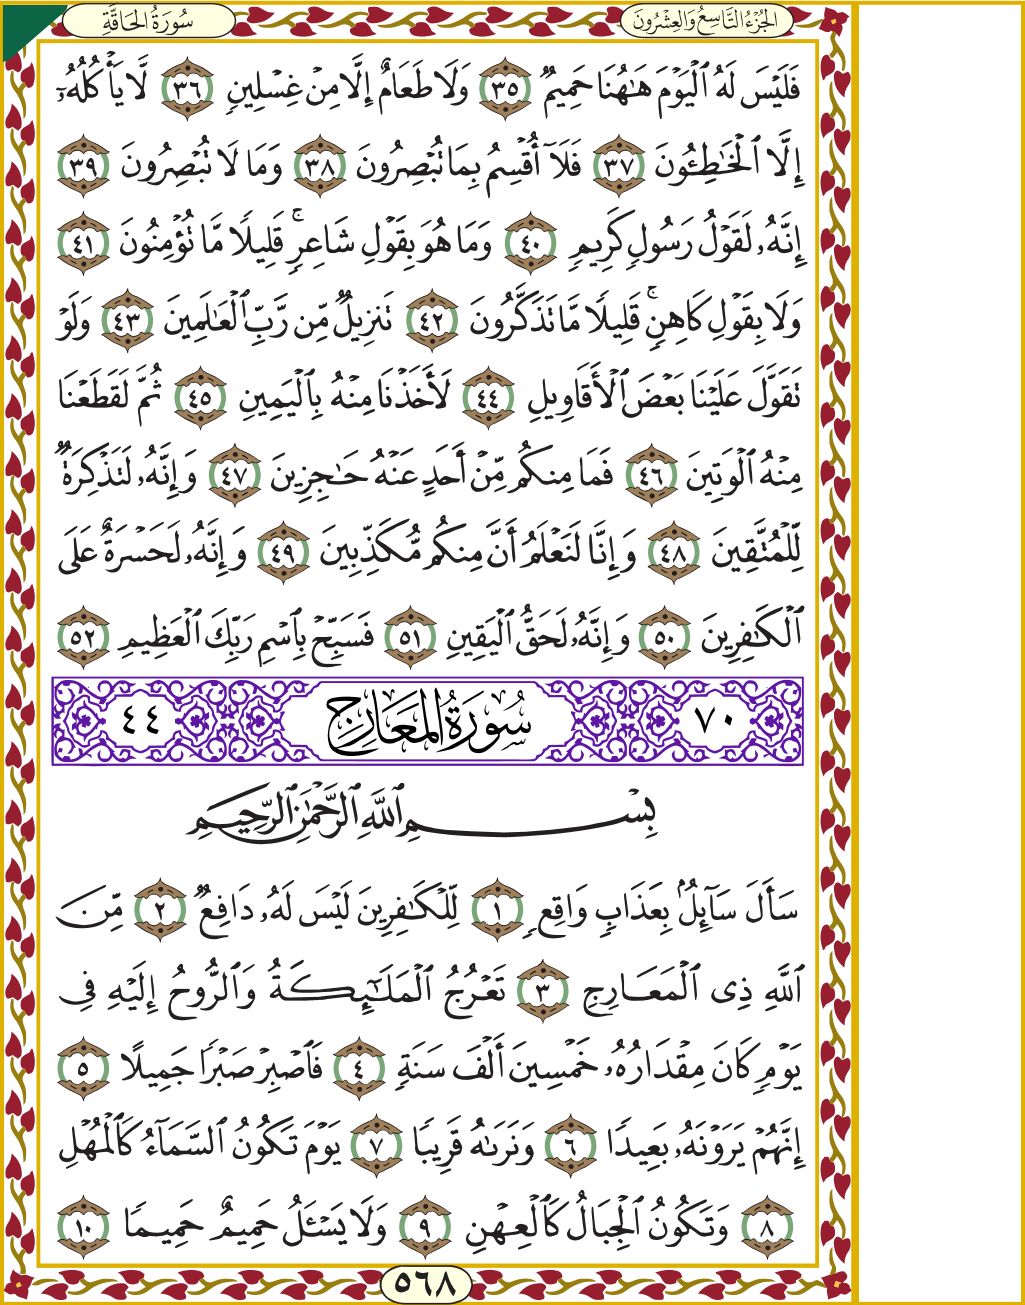 الجُزْءُ التَّاسِعُ وَالعِشْرُونَ
سُورَةُ الحَاقَّةِ
فَلَيْسَ لَهُ ٱلْيَوْمَ هَـٰهُنَا حَمِيمٌ ٣٥ وَلَا طَعَامٌ إِلَّا مِنْ غِسْلِينٍ ٣٦ لَّا يَأْكُلُهُۥٓ
إِلَّا ٱلْخَـٰطِـُٔونَ ٣٧ فَلَآ أُقْسِمُ بِمَا تُبْصِرُونَ ٣٨ وَمَا لَا تُبْصِرُونَ ٣٩
إِنَّهُۥ لَقَوْلُ رَسُولٍ كَرِيمٍ ٤٠ وَمَا هُوَ بِقَوْلِ شَاعِرٍ ۚ قَلِيلًا مَّا تُؤْمِنُونَ ٤١
وَلَا بِقَوْلِ كَاهِنٍ ۚ قَلِيلًا مَّا تَذَكَّرُونَ ٤٢ تَنزِيلٌ مِّن رَّبِّ ٱلْعَـٰلَمِينَ ٤٣ وَلَوْ
تَقَوَّلَ عَلَيْنَا بَعْضَ ٱلْأَقَاوِيلِ ٤٤ لَأَخَذْنَا مِنْهُ بِٱلْيَمِينِ ٤٥ ثُمَّ لَقَطَعْنَا
مِنْهُ ٱلْوَتِينَ ٤٦ فَمَا مِنكُم مِّنْ أَحَدٍ عَنْهُ حَـٰجِزِينَ ٤٧ وَإِنَّهُۥ لَتَذْكِرَةٌ
لِّلْمُتَّقِينَ ٤٨ وَإِنَّا لَنَعْلَمُ أَنَّ مِنكُم مُّكَذِّبِينَ ٤٩ وَإِنَّهُۥ لَحَسْرَةٌ عَلَى
ٱلْكَـٰفِرِينَ ٥٠ وَإِنَّهُۥ لَحَقُّ ٱلْيَقِينِ ٥١ فَسَبِّحْ بِٱسْمِ رَبِّكَ ٱلْعَظِيمِ ٥٢
٧٠ سُورَةُ المَعَارِجِ ٤٤
بِسْمِ ٱللَّهِ ٱلرَّحْمَـٰنِ ٱلرَّحِيمِ
سَأَلَ سَآئِلٌۢ بِعَذَابٍ وَاقِعٍ ١ لِّلْكَـٰفِرِينَ لَيْسَ لَهُۥ دَافِعٌ ٢ مِّنَ
ٱللَّهِ ذِى ٱلْمَعَارِجِ ٣ تَعْرُجُ ٱلْمَلَـٰٓئِكَةُ وَٱلرُّوحُ إِلَيْهِ فِى
يَوْمٍ كَانَ مِقْدَارُهُۥ خَمْسِينَ أَلْفَ سَنَةٍ ٤ فَٱصْبِرْ صَبْرًا جَمِيلًا ٥
إِنَّهُمْ يَرَوْنَهُۥ بَعِيدًا ٦ وَنَرَىٰهُ قَرِيبًا ٧ يَوْمَ تَكُونُ ٱلسَّمَآءُ كَٱلْمُهْلِ
٨ وَتَكُونُ ٱلْجِبَالُ كَٱلْعِهْنِ ٩ وَلَا يَسْـَٔلُ حَمِيمٌ حَمِيمًا ١٠
٥٦٨